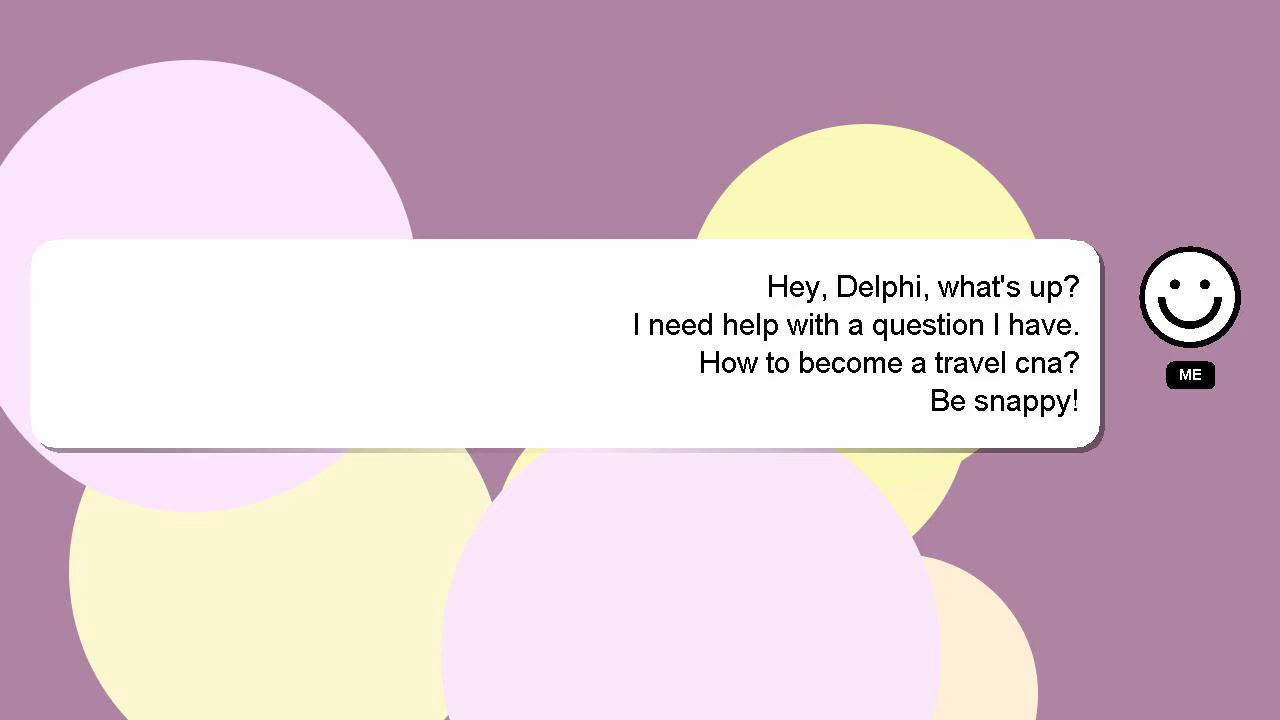 Hey, Delphi, what's up?
I need help with a question I have.
How to become a travel cna?
Be snappy!
ME